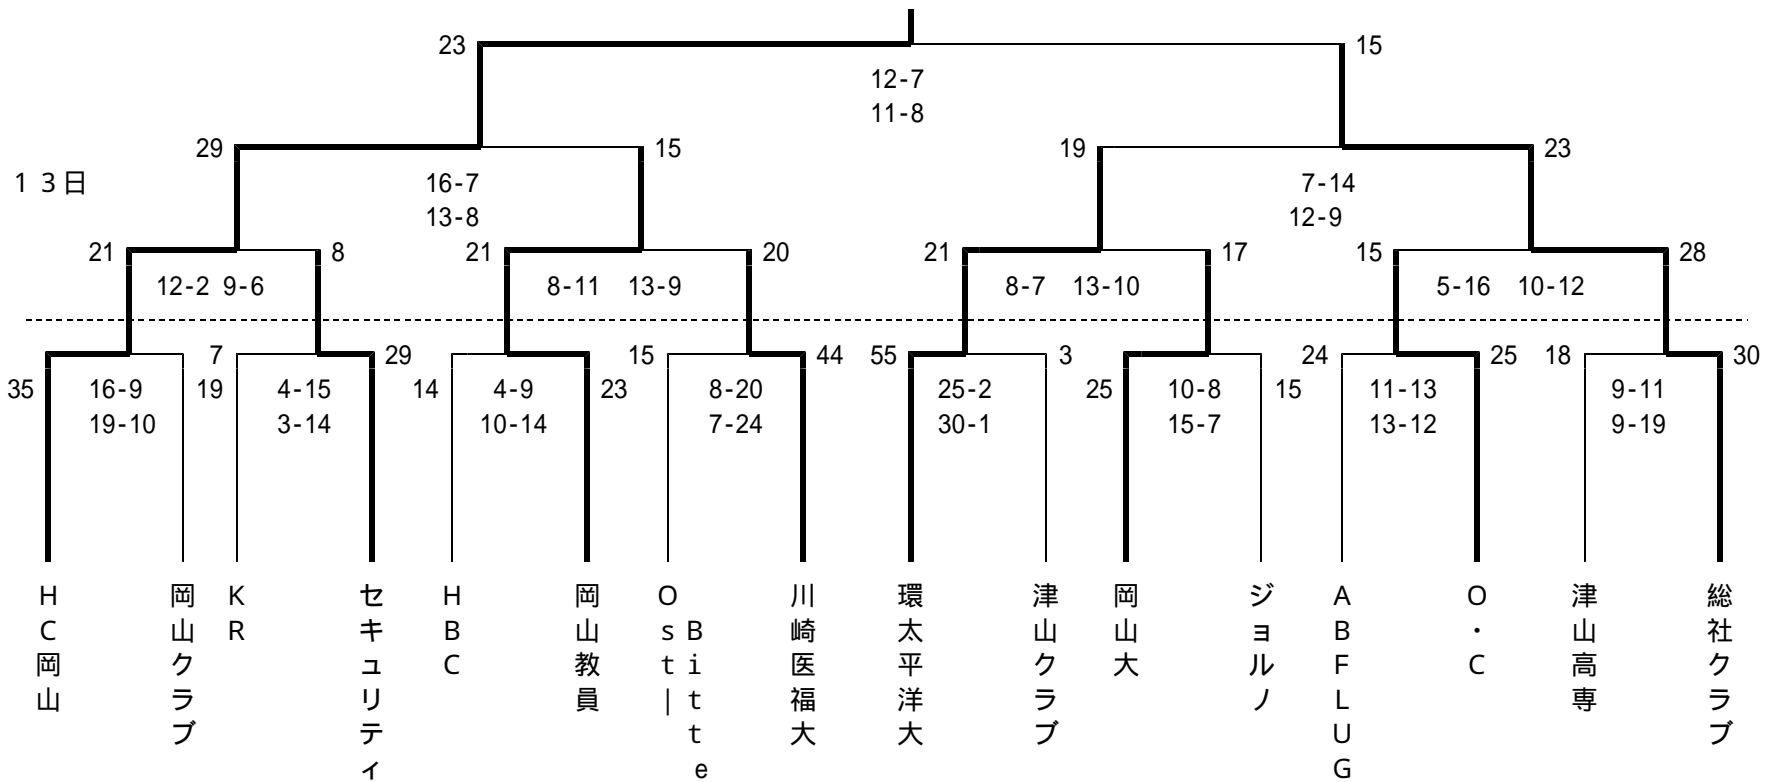 23 15
12-7
11-8
29 15 19 23
13日 16-7 7-14
13-8 12-9
21 8 21 20 21 17 15 28
12-2 9-6 8-11 13-9 8-7 13-10 5-16 10-12
7 29 15 44 55 3 24 25 18 30
35 16-9 19 4-15 14 4-9 23 8-20 25-2 25 10-8 15 11-13 9-11
19-10 3-14 10-14 7-24 30-1 15-7 13-12 9-19
HC岡山
岡山クラブ
KR
セキュリティ
HBC
岡山教員
Ost|
Bitte
川崎医福大
環太平洋大
津山クラブ
岡山大
ジョルノ
ABFLUG
O・C
津山高専
総社クラブ